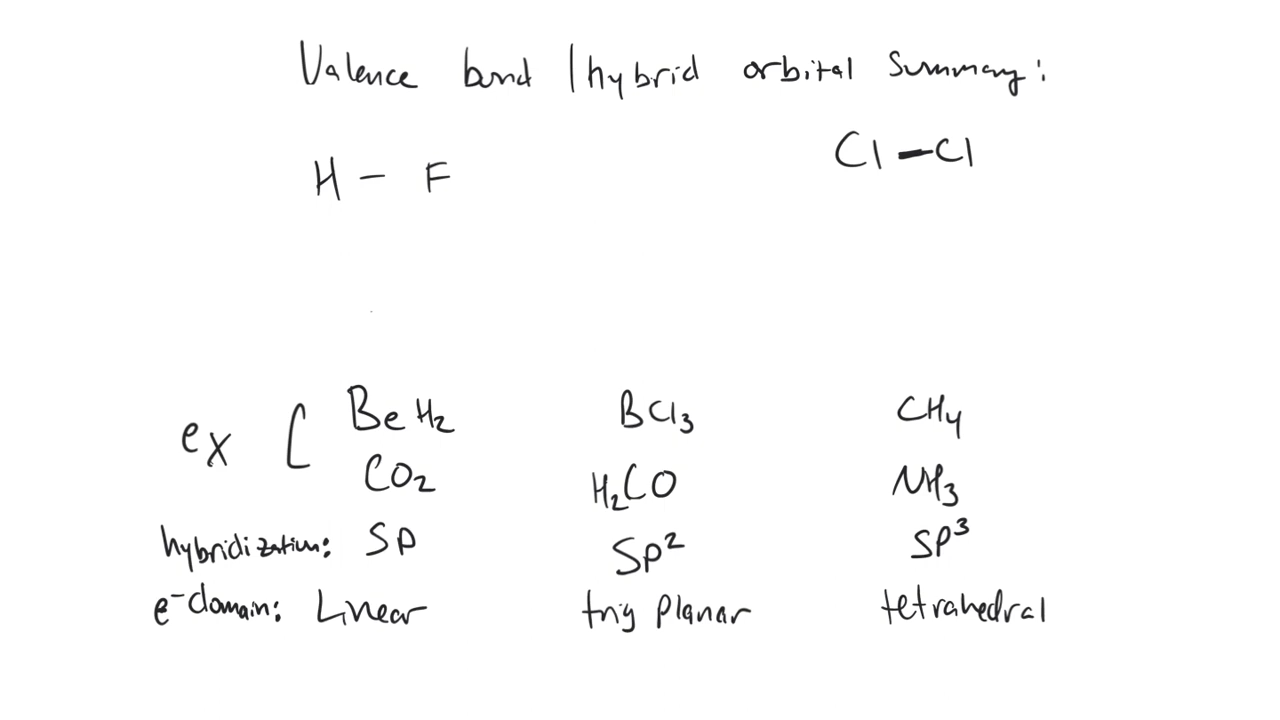 Valence bond / hybrid orbital summary:
H – F Cl – Cl
ex [ BeH₂ BCl₃ CH₄
CO₂ H₂CO NH₃
hybridization: SP SP² SP³
e⁻domain: Linear trig planar tetrahedral